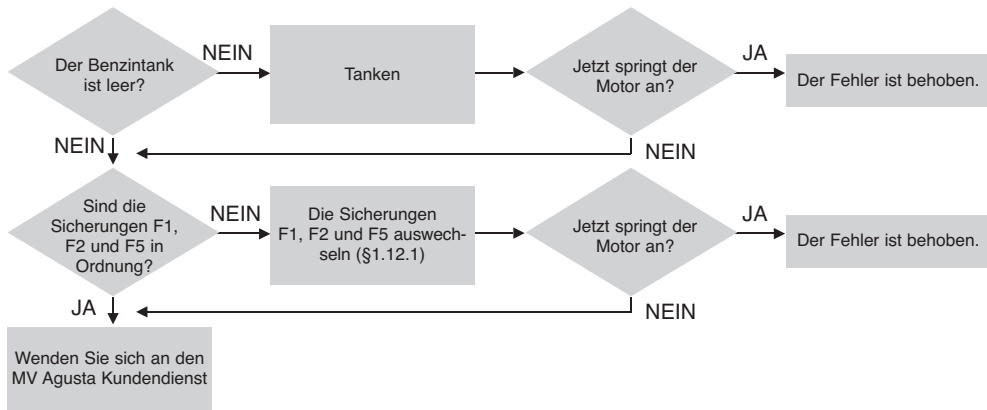 Der Benzintank
ist leer?
NEIN
Tanken
Jetzt springt der
Motor an?
JA
Der Fehler ist behoben.
NEIN
NEIN
Sind die
Sicherungen F1,
F2 und F5 in
Ordnung?
NEIN
Die Sicherungen
F1, F2 und F5 auswech-
seln (§1.12.1)
Jetzt springt der
Motor an?
JA
Der Fehler ist behoben.
JA
NEIN
Wenden Sie sich an den
MV Agusta Kundendienst